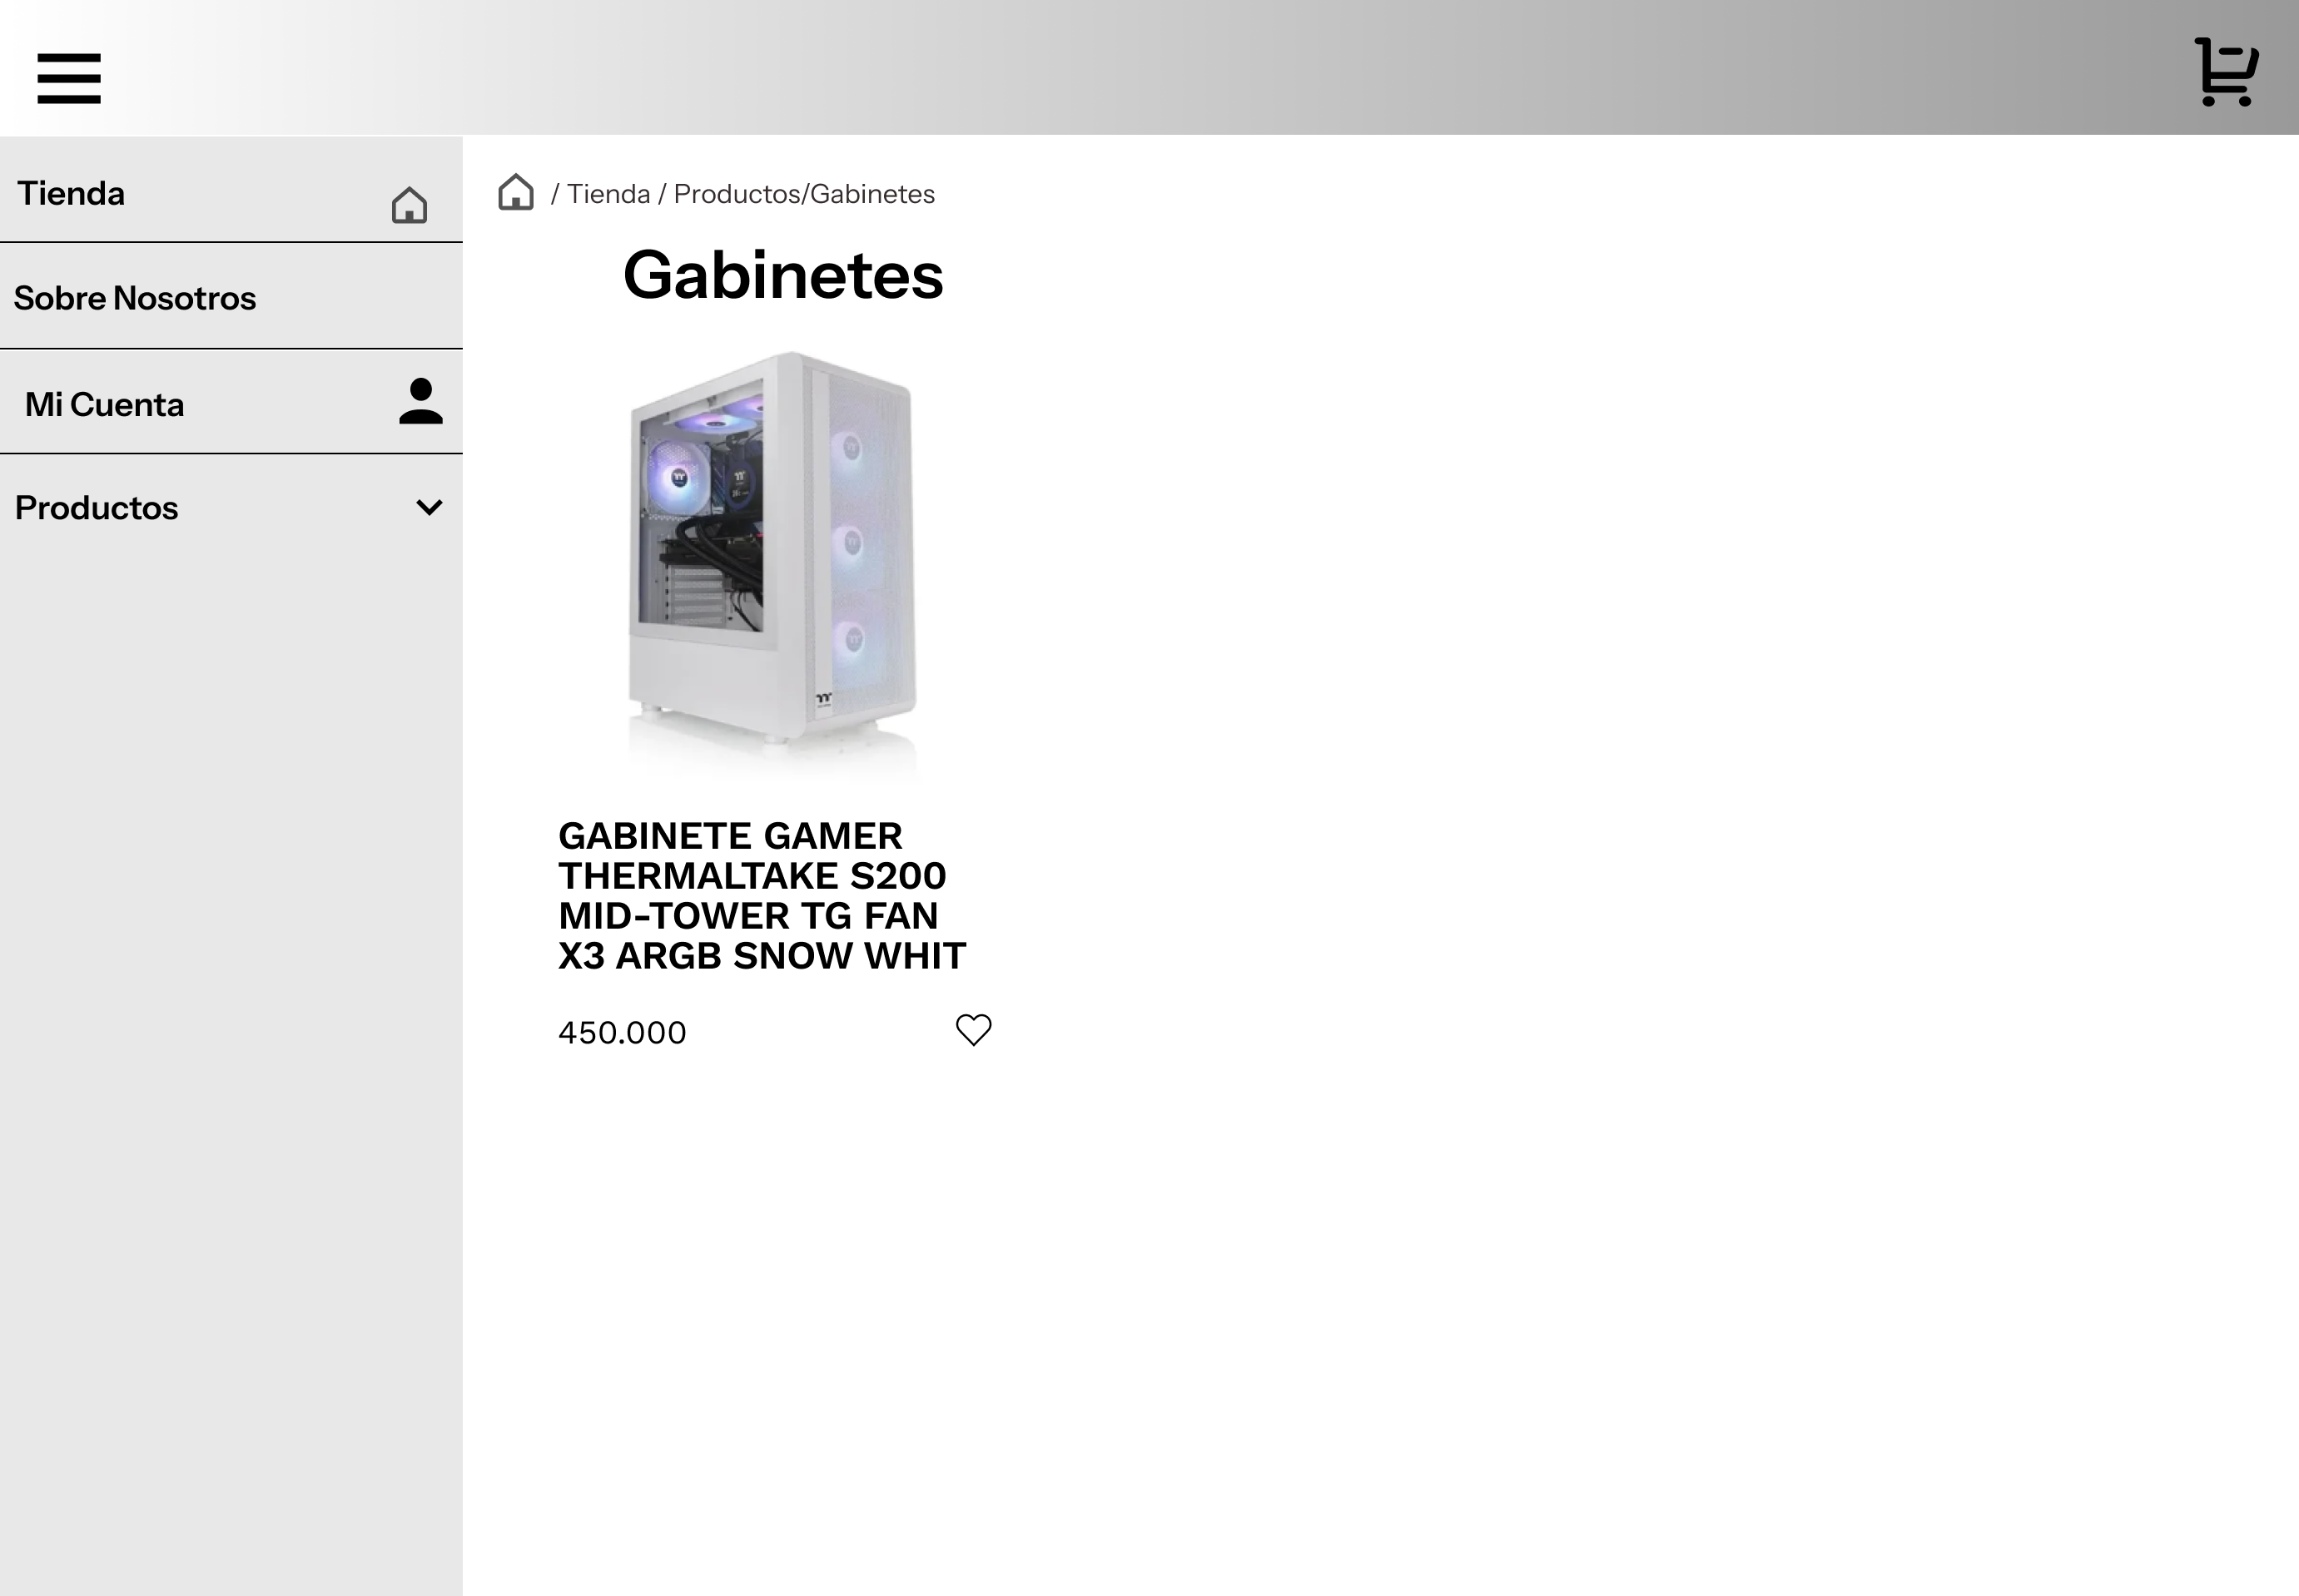 Tienda
/ Tienda / Productos/Gabinetes
Gabinetes
Sobre Nosotros
Mi Cuenta
Productos
GABINETE GAMER
THERMALTAKE S200
MID-TOWER TG FAN
X3 ARGB SNOW WHIT
450.000